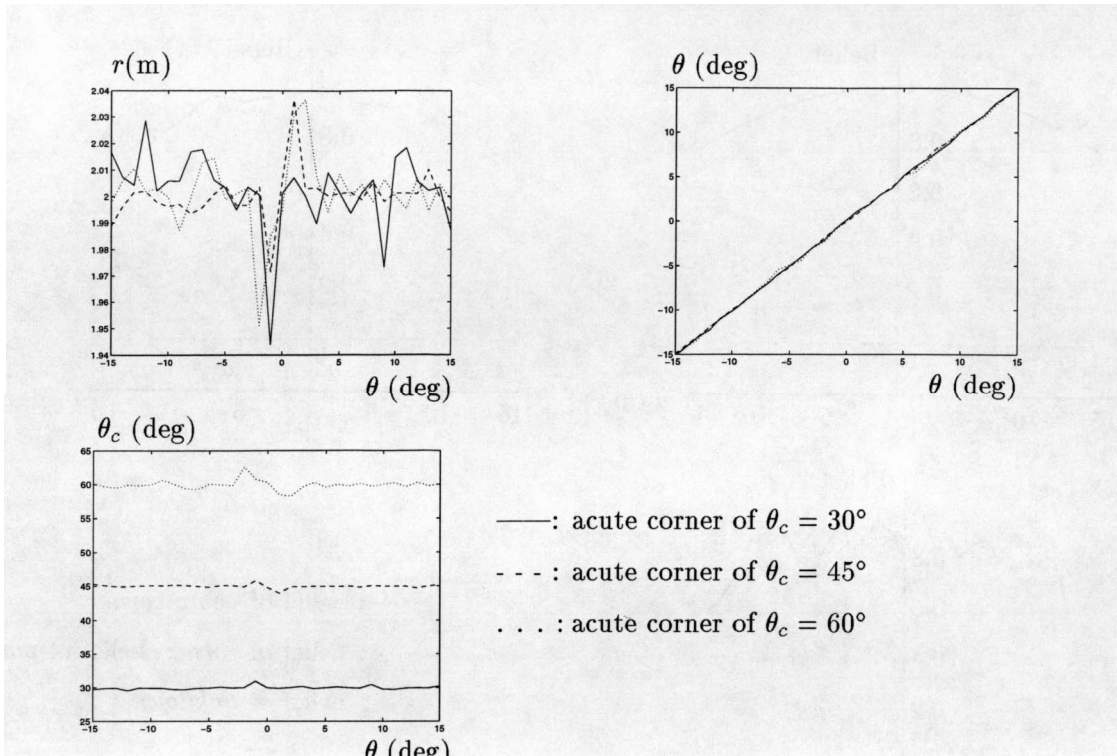 r(m)
2.04
2.03
2.02
2.01
2
1.99
1.98
1.97
1.96
1.95
1.94
−15 −10 −5 0 5 10 15
θ (deg)
θ (deg)
15
10
5
0
−5
−10
−15
−15 −10 −5 0 5 10 15
θ (deg)
θc (deg)
65
60
55
50
45
40
35
30
25
−15 −10 −5 0 5 10 15
θ (deg)
——: acute corner of θc = 30°
- - -: acute corner of θc = 45°
. . . .: acute corner of θc = 60°